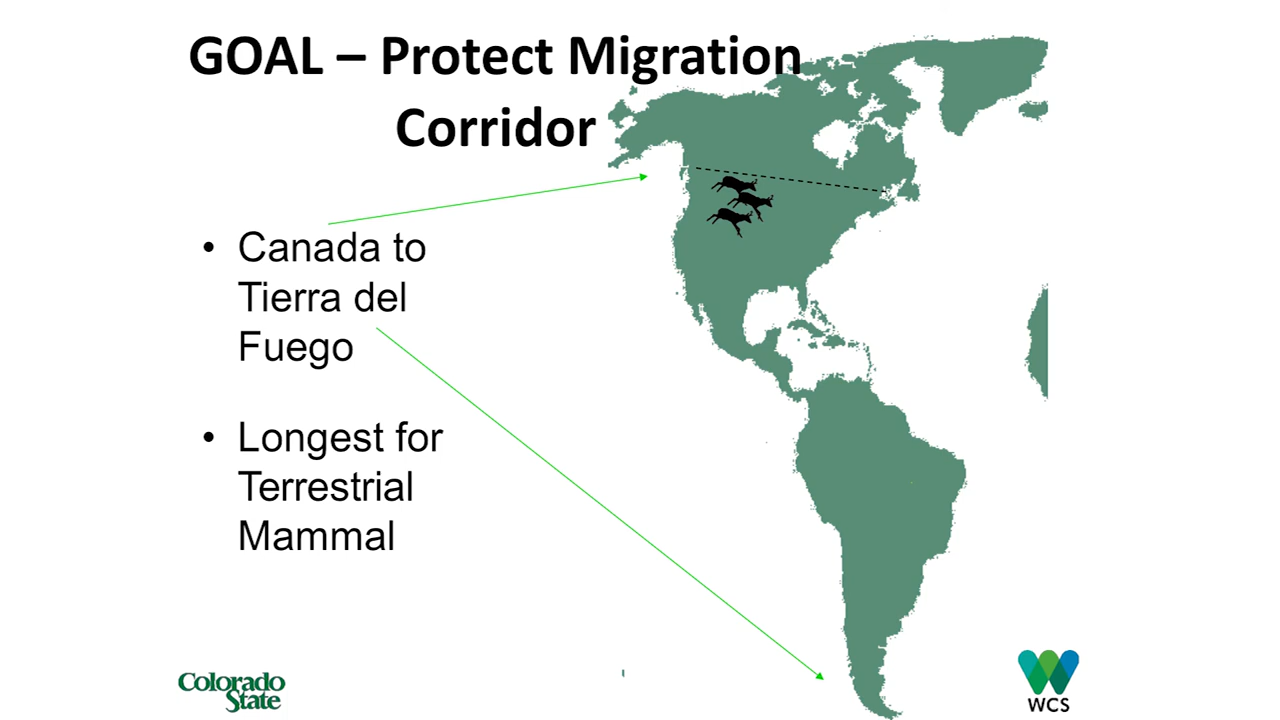 GOAL – Protect Migration
Corridor
• Canada to
Tierra del
Fuego
• Longest for
Terrestrial
Mammal
Colorado
State
WCS